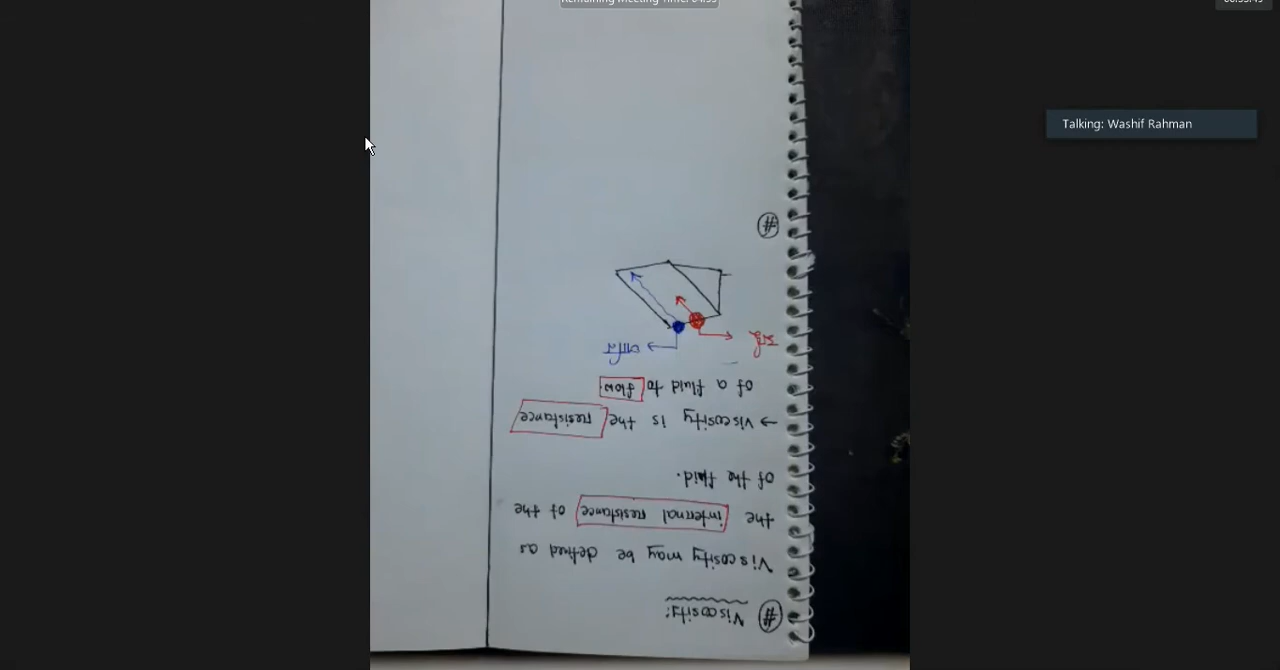 Talking: Washif Rahman
# Viscosity:
Viscosity may be defined as
the internal resistance of the
of the fluid.
→ viscosity is the resistance
of a fluid to flow.
মধু পানি
#